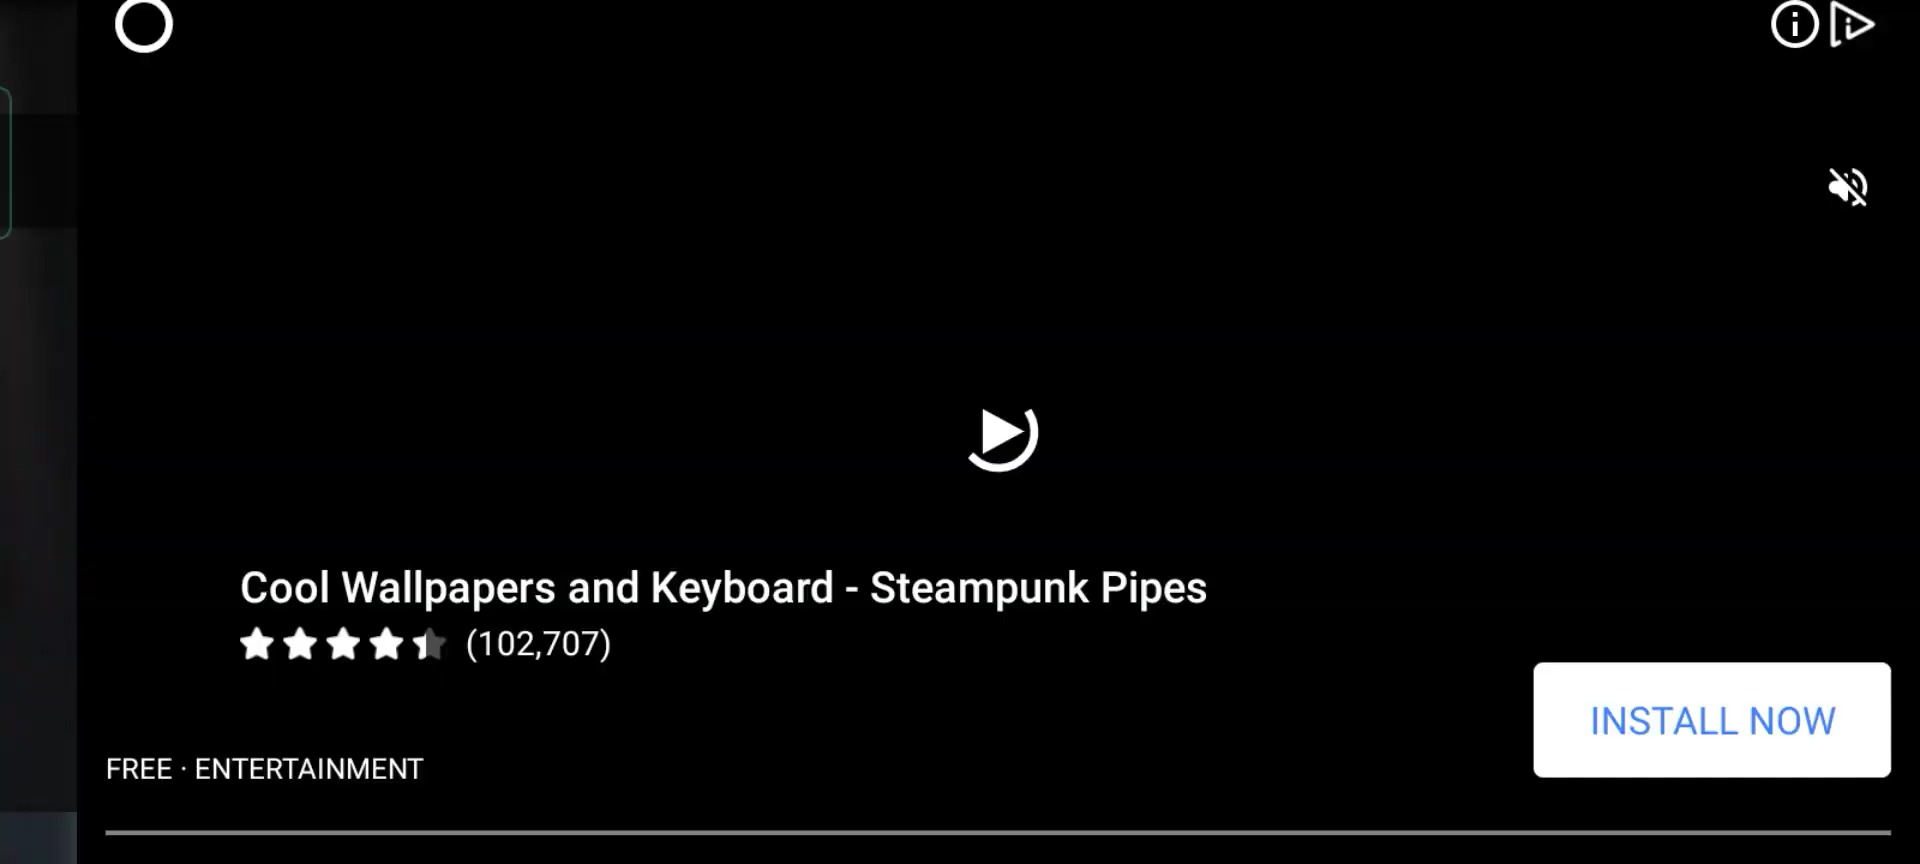 Cool Wallpapers and Keyboard - Steampunk Pipes
(102,707)
INSTALL NOW
FREE · ENTERTAINMENT